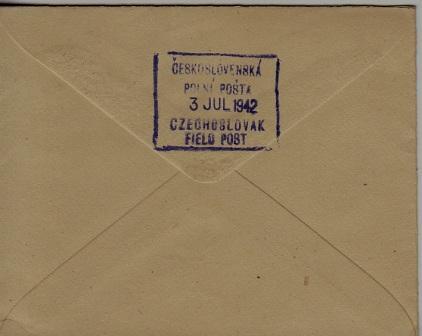 ČESKOSLOVENSKÁ
POLNÍ POŠTA
3 JUL 1942
CZECHOSLOVAK
FIELD POST